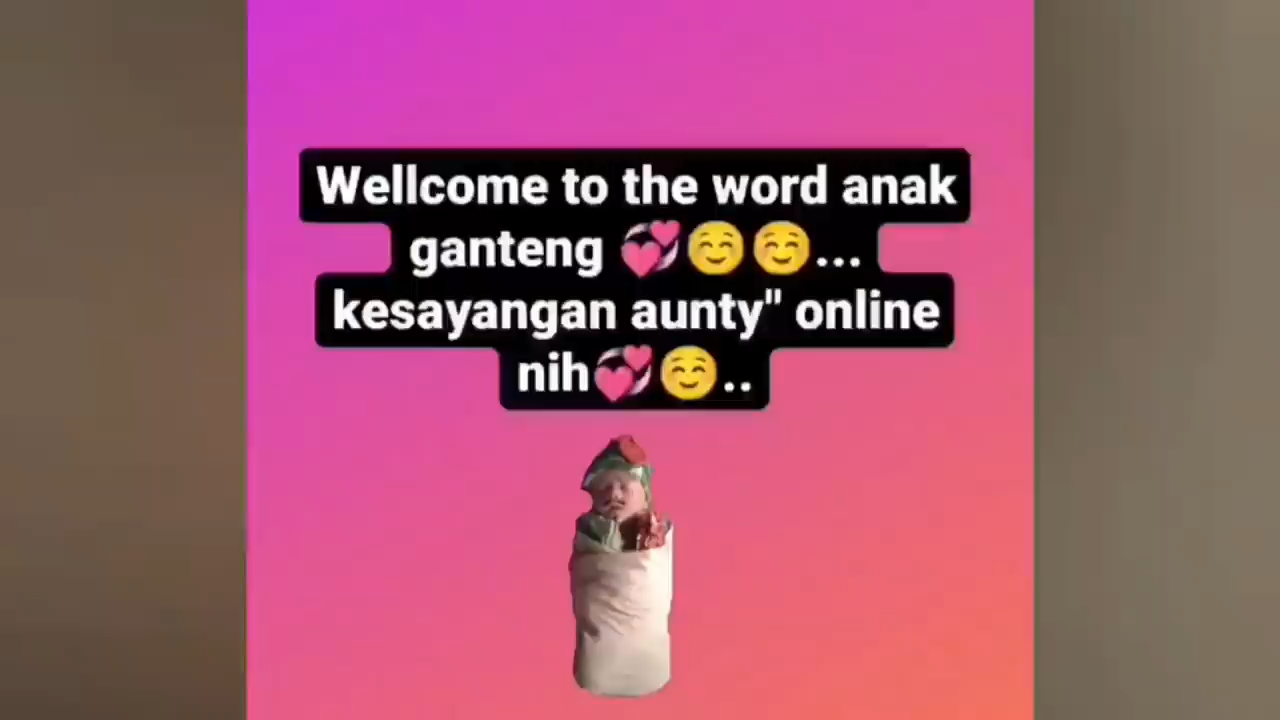 Wellcome to the word anak
ganteng 💞☺️☺️...
kesayangan aunty" online
nih💞☺️..